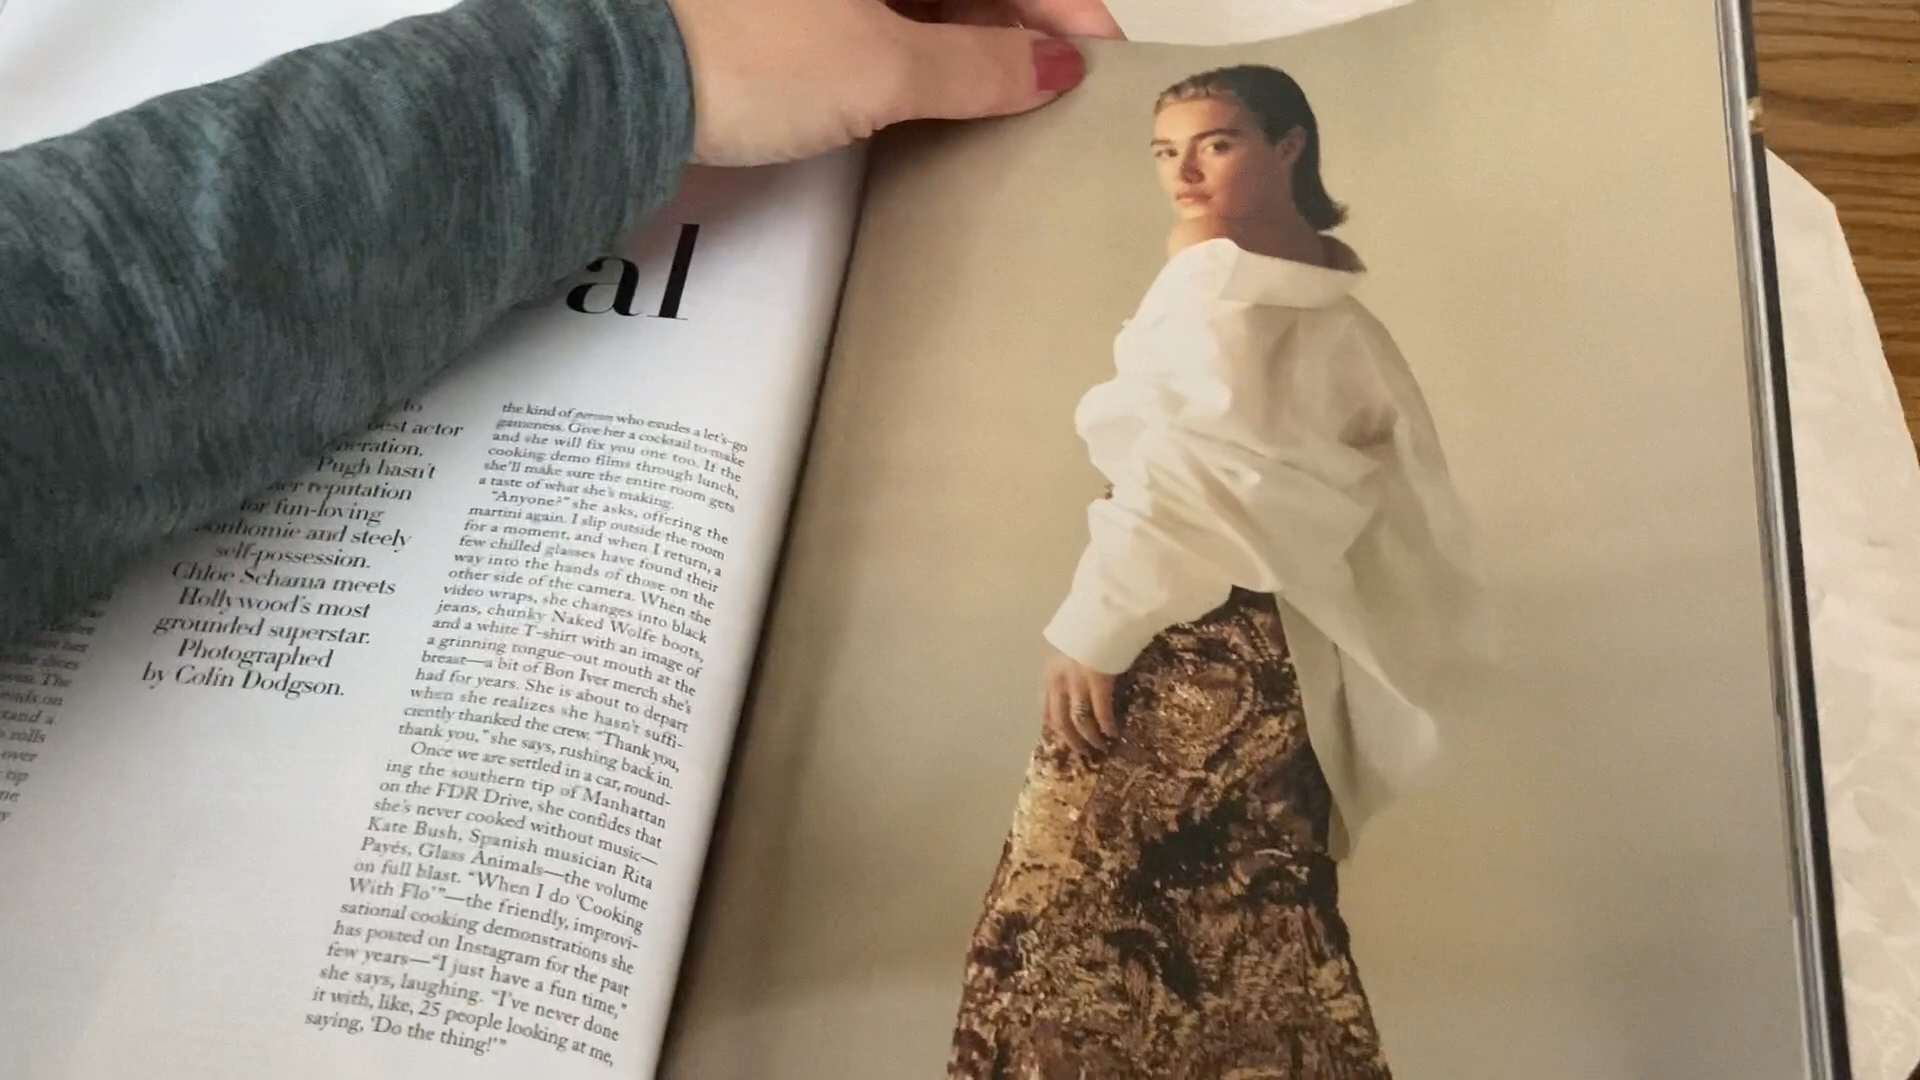 al
to
best actor
Pugh hasn't
reputation
for fun-loving
bonhomie and steely
self-possession.
Chloe Schama meets
Hollywood's most
grounded superstar.
Photographed
by Colin Dodgson.
the kind of person who exudes a let's-go
gameness. Give her a cocktail to make
and she will fix you one too. If the
cooking demo films through lunch,
she'll make sure the entire room gets
a taste of what she's making.
"Anyone?" she asks, offering the
martini again. I slip outside the room
for a moment, and when I return, a
few chilled glasses have found their
way into the hands of those on the
other side of the camera. When the
video wraps, she changes into black
jeans, chunky Naked Wolfe boots,
and a white T-shirt with an image of
a grinning tongue-out mouth at the
breast—a bit of Bon Iver merch she's
had for years. She is about to depart
when she realizes she hasn't suffi-
ciently thanked the crew. "Thank you,
thank you," she says, rushing back in.
Once we are settled in a car, round-
ing the southern tip of Manhattan
on the FDR Drive, she confides that
she's never cooked without music—
Kate Bush, Spanish musician Rita
Payés, Glass Animals—the volume
on full blast. "When I do 'Cooking
With Flo'"—the friendly, improvi-
sational cooking demonstrations she
has posted on Instagram for the past
few years—"I just have a fun time,"
she says, laughing. "I've never done
it with, like, 25 people looking at me,
saying, 'Do the thing!'"